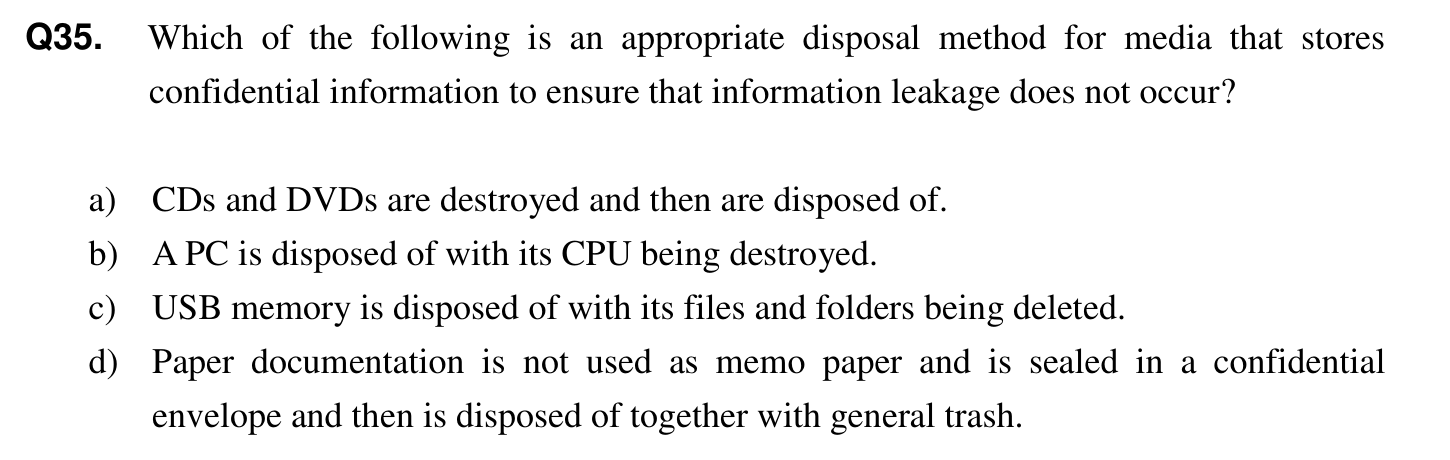 Q35. Which of the following is an appropriate disposal method for media that stores
confidential information to ensure that information leakage does not occur?
a) CDs and DVDs are destroyed and then are disposed of.
b) A PC is disposed of with its CPU being destroyed.
c) USB memory is disposed of with its files and folders being deleted.
d) Paper documentation is not used as memo paper and is sealed in a confidential
envelope and then is disposed of together with general trash.